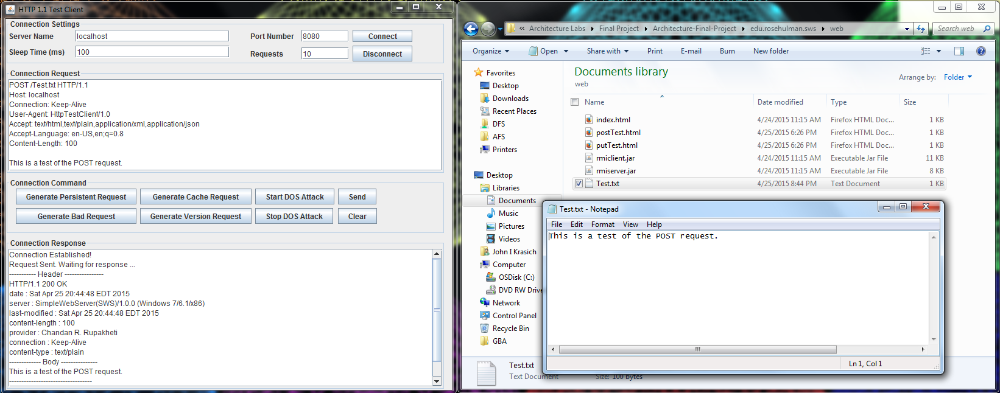 HTTP 1.1 Test Client
Connection Settings
Server Name localhost Port Number 8080 Connect
Sleep Time (ms) 100 Requests 10 Disconnect
Connection Request
POST /Test.txt HTTP/1.1
Host: localhost
Connection: Keep-Alive
User-Agent: HttpTestClient/1.0
Accept: text/html,text/plain,application/xml,application/json
Accept-Language: en-US,en;q=0.8
Content-Length: 100
This is a test of the POST request.
Connection Command
Generate Persistent Request Generate Cache Request Start DOS Attack Send
Generate Bad Request Generate Version Request Stop DOS Attack Clear
Connection Response
Connection Established!
Request Sent. Waiting for response ...
----------- Header ----------------
HTTP/1.1 200 OK
date : Sat Apr 25 20:44:48 EDT 2015
server : SimpleWebServer(SWS)/1.0.0 (Windows 7/6.1/x86)
last-modified : Sat Apr 25 20:44:48 EDT 2015
content-length : 100
provider : Chandan R. Rupakheti
connection : Keep-Alive
content-type : text/plain
------------- Body ---------------
This is a test of the POST request.
----------------------------------
« Architecture Labs Final Project Architecture-Final-Project edu.rosehulman.sws web Search web
Organize Open Share with Print E-mail Burn New folder
Favorites
Desktop
Downloads
Recent Places
DFS
AFS
Printers
Desktop
Libraries
Documents
Music
Pictures
Videos
John I Krasich
Computer
OSDisk (C:)
DVD RW Drive
Network
Control Panel
Recycle Bin
GBA
Documents library
web
Arrange by: Folder
Name Date modified Type Size
index.html 4/24/2015 11:15 AM Firefox HTML Doc... 1 KB
postTest.html 4/25/2015 6:26 PM Firefox HTML Doc... 1 KB
putTest.html 4/25/2015 6:26 PM Firefox HTML Doc... 1 KB
rmiclient.jar 4/24/2015 11:15 AM Executable Jar File 11 KB
rmiserver.jar 4/24/2015 11:15 AM Executable Jar File 8 KB
Test.txt 4/25/2015 8:44 PM Text Document 1 KB
Test.txt - Notepad
File Edit Format View Help
This is a test of the POST request.
Ln 1, Col 1
Test.txt
Text Document Size: 100 bytes